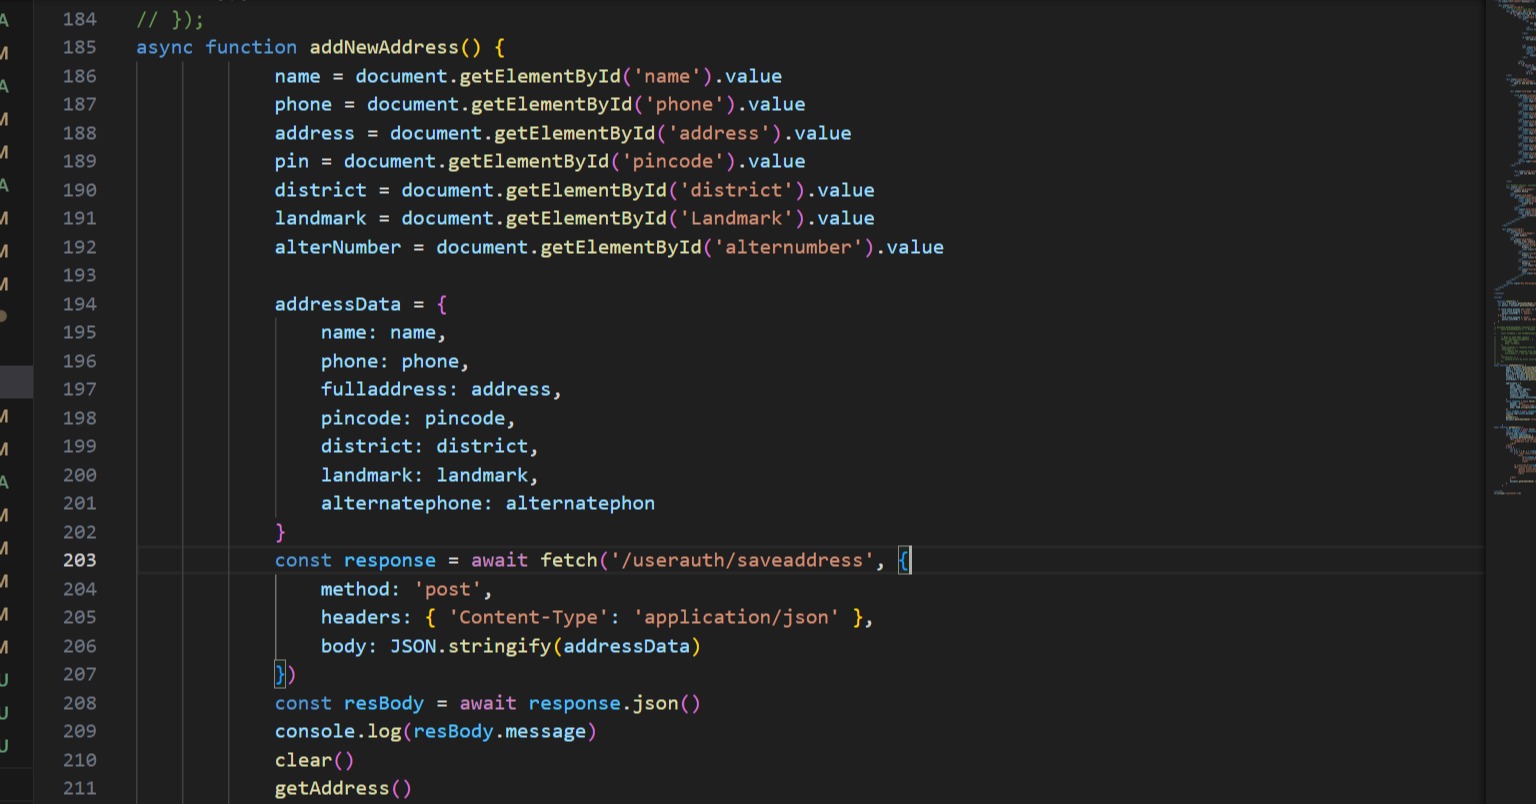 A
M
A
M
M
A
M
M
M
M
M
A
M
M
M
M
M
U
U
U
184 // });
185 async function addNewAddress() {
186 name = document.getElementById('name').value
187 phone = document.getElementById('phone').value
188 address = document.getElementById('address').value
189 pin = document.getElementById('pincode').value
190 district = document.getElementById('district').value
191 landmark = document.getElementById('Landmark').value
192 alterNumber = document.getElementById('alternumber').value
193
194 addressData = {
195 name: name,
196 phone: phone,
197 fulladdress: address,
198 pincode: pincode,
199 district: district,
200 landmark: landmark,
201 alternatephone: alternatephon
202 }
203 const response = await fetch('/userauth/saveaddress', {
204 method: 'post',
205 headers: { 'Content-Type': 'application/json' },
206 body: JSON.stringify(addressData)
207 })
208 const resBody = await response.json()
209 console.log(resBody.message)
210 clear()
211 getAddress()